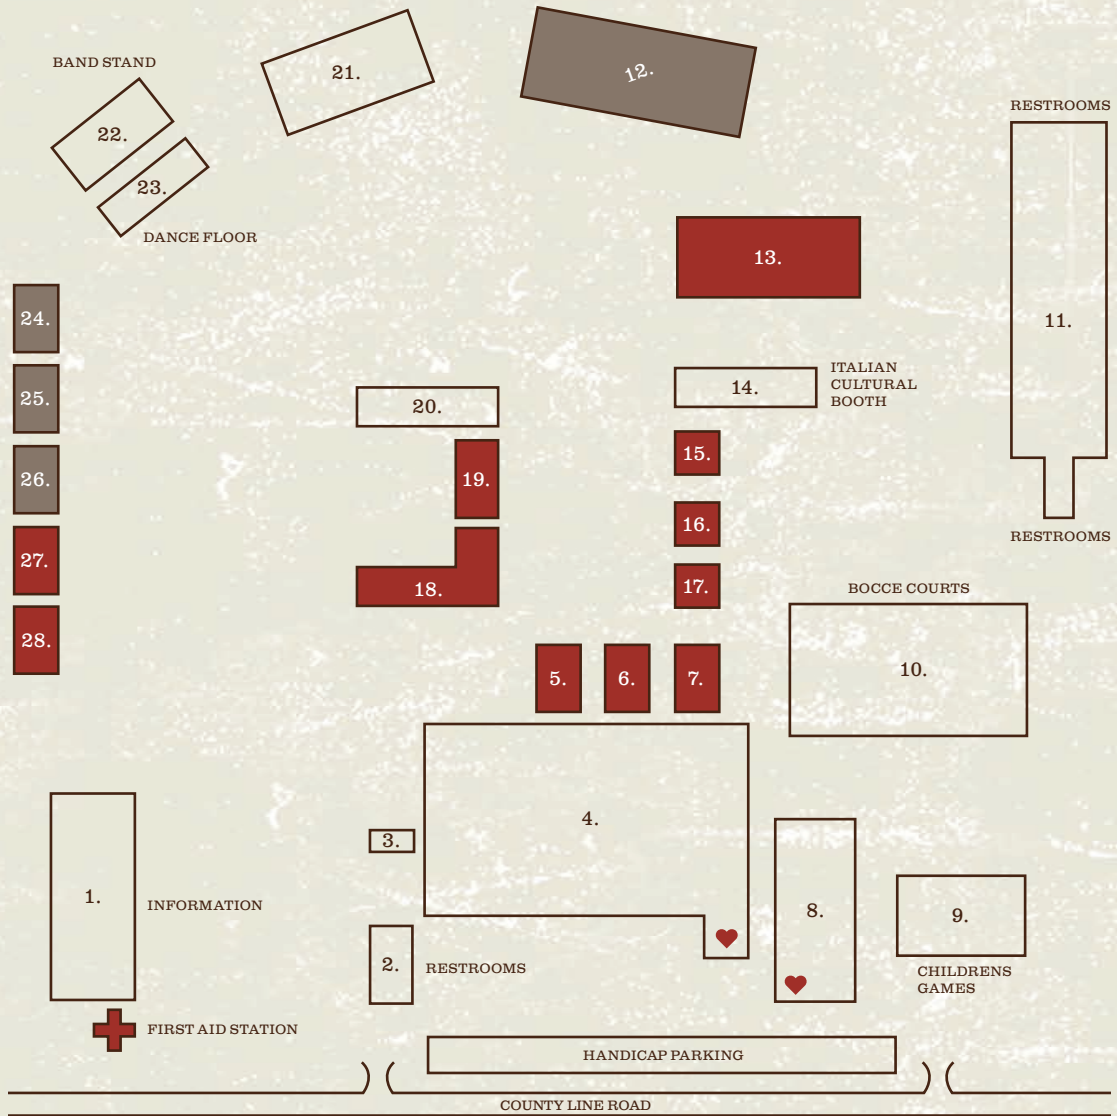 BAND STAND
21.
12.
22.
23.
DANCE FLOOR
RESTROOMS
11.
RESTROOMS
13.
14.
ITALIAN
CULTURAL
BOOTH
24.
25.
26.
27.
28.
20.
19.
18.
15.
16.
17.
5.
6.
7.
BOCCE COURTS
10.
4.
3.
2.
RESTROOMS
1.
INFORMATION
FIRST AID STATION
8.
9.
CHILDRENS
GAMES
HANDICAP PARKING
COUNTY LINE ROAD